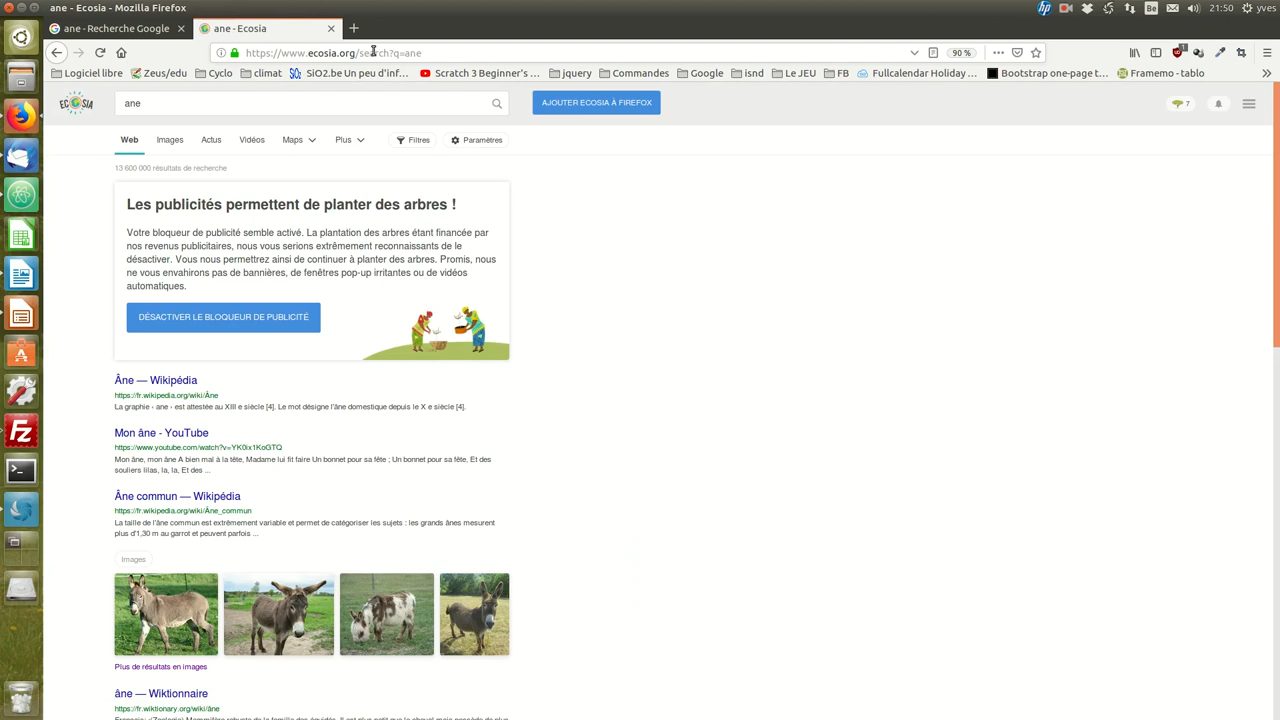 21:50 yves
ane - Recherche Google
ane - Ecosia
https://www.ecosia.org/search?q=ane
90 %
Logiciel libre Zeus/eds Cyclo climat SiO2.be Un peu d'inf... Scratch 3 Beginner's ... jquery Commandes Google isnd Le JEU FB Fullcalendar Holiday ... Bootstrap one-page t... Framemo - tablo
ECOSIA
ane
AJOUTER ECOSIA À FIREFOX
7
Web Images Actus Vidéos Maps Plus Filtres Paramètres
13 600 000 résultats de recherche
Les publicités permettent de planter des arbres !
Votre bloqueur de publicité semble activé. La plantation des arbres étant financée par
nos revenus publicitaires, nous vous serions extrêmement reconnaissants de le
désactiver. Vous nous permettrez ainsi de continuer à planter des arbres. Promis, nous
ne vous envahirons pas de bannières, de fenêtres pop-up irritantes ou de vidéos
automatiques.
DÉSACTIVER LE BLOQUEUR DE PUBLICITÉ
Âne — Wikipédia
https://fr.wikipedia.org/wiki/Âne
La graphie « ane » est attestée au XIII e siècle [4]. Le mot désigne l'âne domestique depuis le X e siècle [4].
Mon âne - YouTube
https://www.youtube.com/watch?v=YK0ix1KoGTQ
Mon âne, mon âne A bien mal à la tête, Madame lui fit faire Un bonnet pour sa fête ; Un bonnet pour sa fête, Et des
souliers lilas, la, la, Et des ...
Âne commun — Wikipédia
https://fr.wikipedia.org/wiki/Âne_commun
La taille de l'âne commun est extrêmement variable et permet de catégoriser les sujets : les grands ânes mesurent
plus d'1,30 m au garrot et peuvent parfois ...
Images
Plus de résultats en images
âne — Wiktionnaire
https://fr.wiktionary.org/wiki/âne